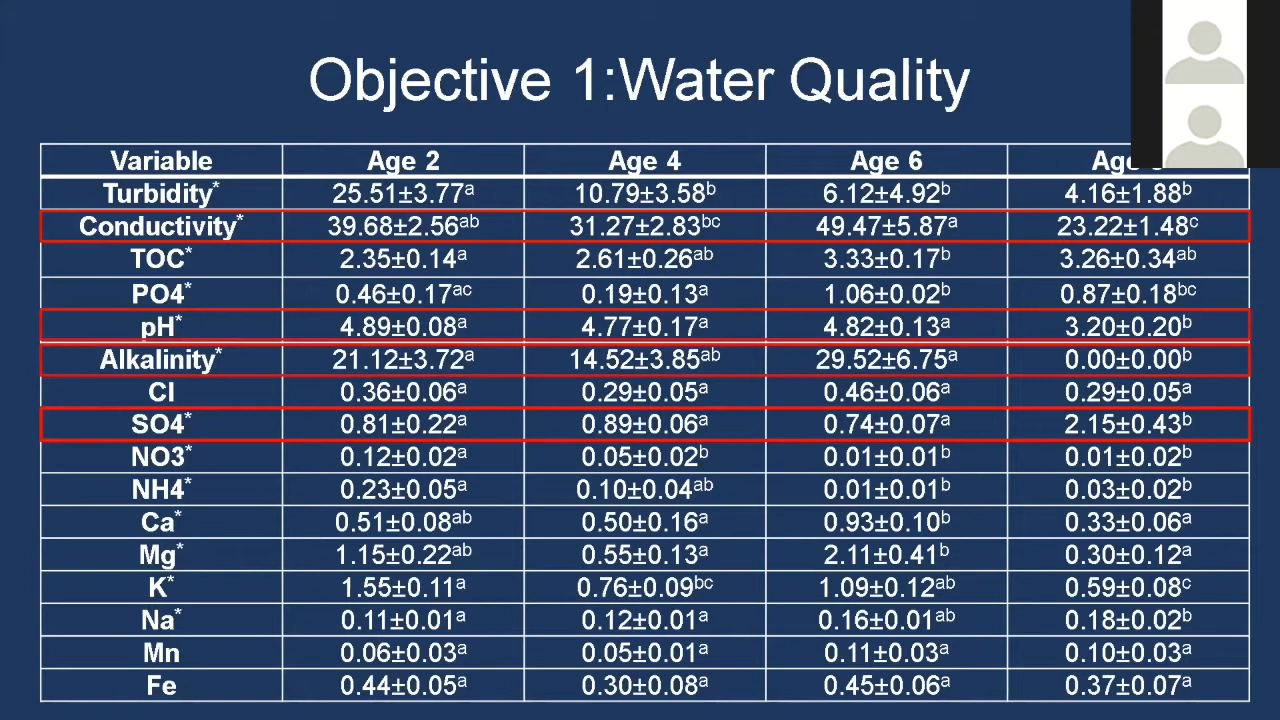 Objective 1:Water Quality
Variable Age 2 Age 4 Age 6
Turbidity* 25.51±3.77a 10.79±3.58b 6.12±4.92b 4.16±1.88b
Conductivity* 39.68±2.56ab 31.27±2.83bc 49.47±5.87a 23.22±1.48c
TOC* 2.35±0.14a 2.61±0.26ab 3.33±0.17b 3.26±0.34ab
PO4* 0.46±0.17ac 0.19±0.13a 1.06±0.02b 0.87±0.18bc
pH* 4.89±0.08a 4.77±0.17a 4.82±0.13a 3.20±0.20b
Alkalinity* 21.12±3.72a 14.52±3.85ab 29.52±6.75a 0.00±0.00b
Cl 0.36±0.06a 0.29±0.05a 0.46±0.06a 0.29±0.05a
SO4* 0.81±0.22a 0.89±0.06a 0.74±0.07a 2.15±0.43b
NO3* 0.12±0.02a 0.05±0.02b 0.01±0.01b 0.01±0.02b
NH4* 0.23±0.05a 0.10±0.04ab 0.01±0.01b 0.03±0.02b
Ca* 0.51±0.08ab 0.50±0.16a 0.93±0.10b 0.33±0.06a
Mg* 1.15±0.22ab 0.55±0.13a 2.11±0.41b 0.30±0.12a
K* 1.55±0.11a 0.76±0.09bc 1.09±0.12ab 0.59±0.08c
Na* 0.11±0.01a 0.12±0.01a 0.16±0.01ab 0.18±0.02b
Mn 0.06±0.03a 0.05±0.01a 0.11±0.03a 0.10±0.03a
Fe 0.44±0.05a 0.30±0.08a 0.45±0.06a 0.37±0.07a